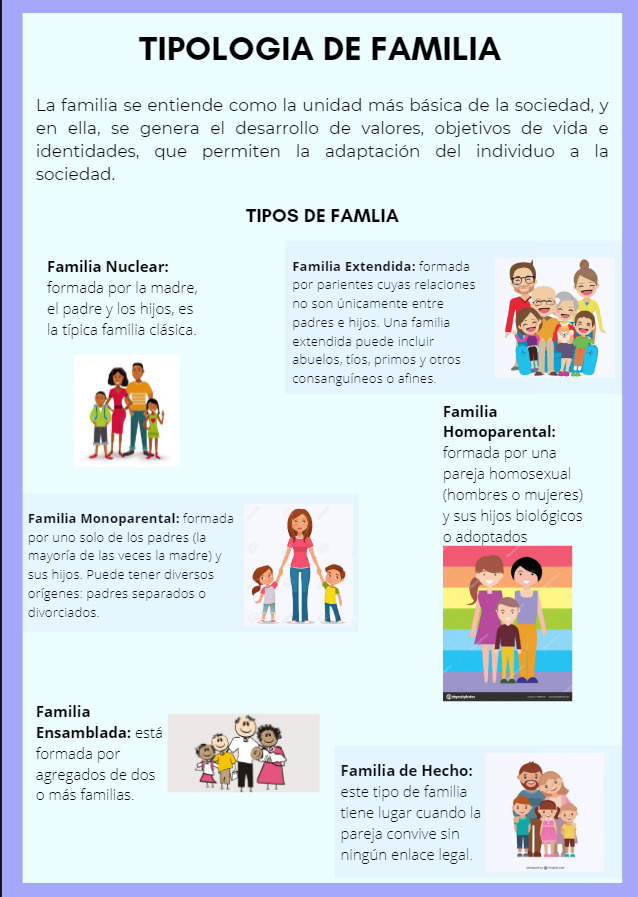 TIPOLOGIA DE FAMILIA
La familia se entiende como la unidad más básica de la sociedad, y
en ella, se genera el desarrollo de valores, objetivos de vida e
identidades, que permiten la adaptación del individuo a la
sociedad.
TIPOS DE FAMLIA
Familia Nuclear:
formada por la madre,
el padre y los hijos, es
la típica familia clásica.
Familia Extendida: formada
por parientes cuyas relaciones
no son únicamente entre
padres e hijos. Una familia
extendida puede incluir
abuelos, tíos, primos y otros
consanguíneos o afines.
Familia
Homoparental:
formada por una
pareja homosexual
(hombres o mujeres)
y sus hijos biológicos
o adoptados
Familia Monoparental: formada
por uno solo de los padres (la
mayoría de las veces la madre) y
sus hijos. Puede tener diversos
orígenes: padres separados o
divorciados.
depositphotos
Familia
Ensamblada: está
formada por
agregados de dos
o más familias.
Familia de Hecho:
este tipo de familia
tiene lugar cuando la
pareja convive sin
ningún enlace legal.